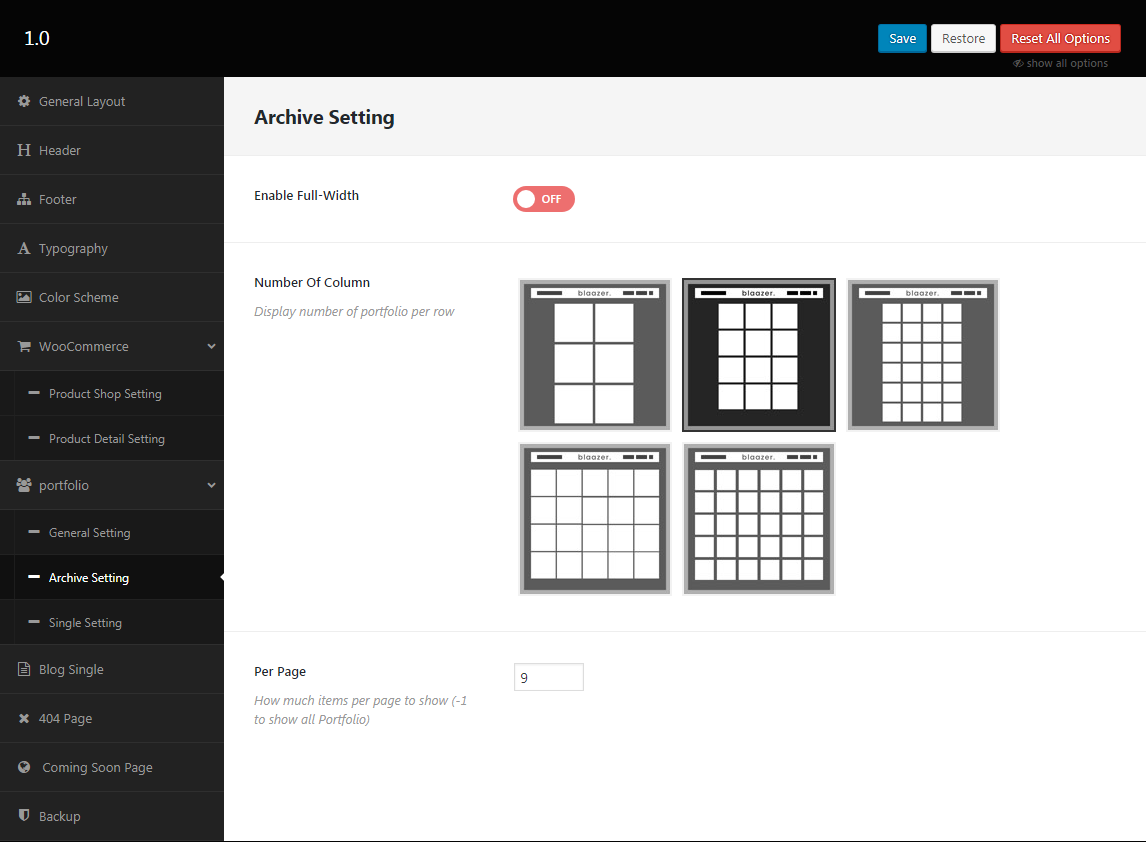 1.0
Save
Restore
Reset All Options
show all options
General Layout
Header
Footer
Typography
Color Scheme
WooCommerce
Product Shop Setting
Product Detail Setting
portfolio
General Setting
Archive Setting
Single Setting
Blog Single
404 Page
Coming Soon Page
Backup
Archive Setting
Enable Full-Width
OFF
Number Of Column
Display number of portfolio per row
blaazer.
blaazer.
blaazer.
blaazer.
blaazer.
Per Page
How much items per page to show (-1
to show all Portfolio)
9